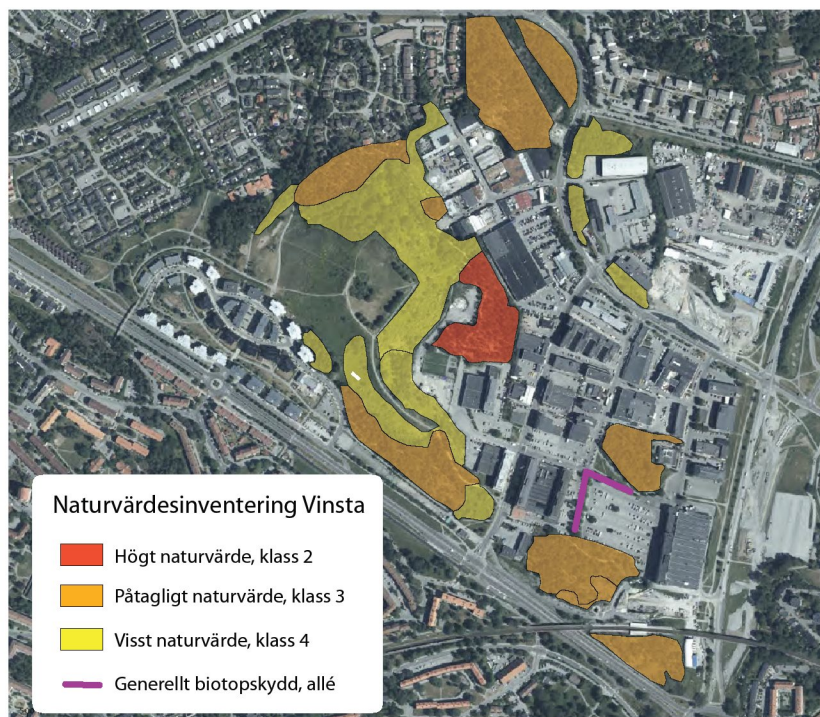 Naturvärdesinventering Vinsta
Högt naturvärde, klass 2
Påtagligt naturvärde, klass 3
Visst naturvärde, klass 4
Generellt biotopskydd, allé